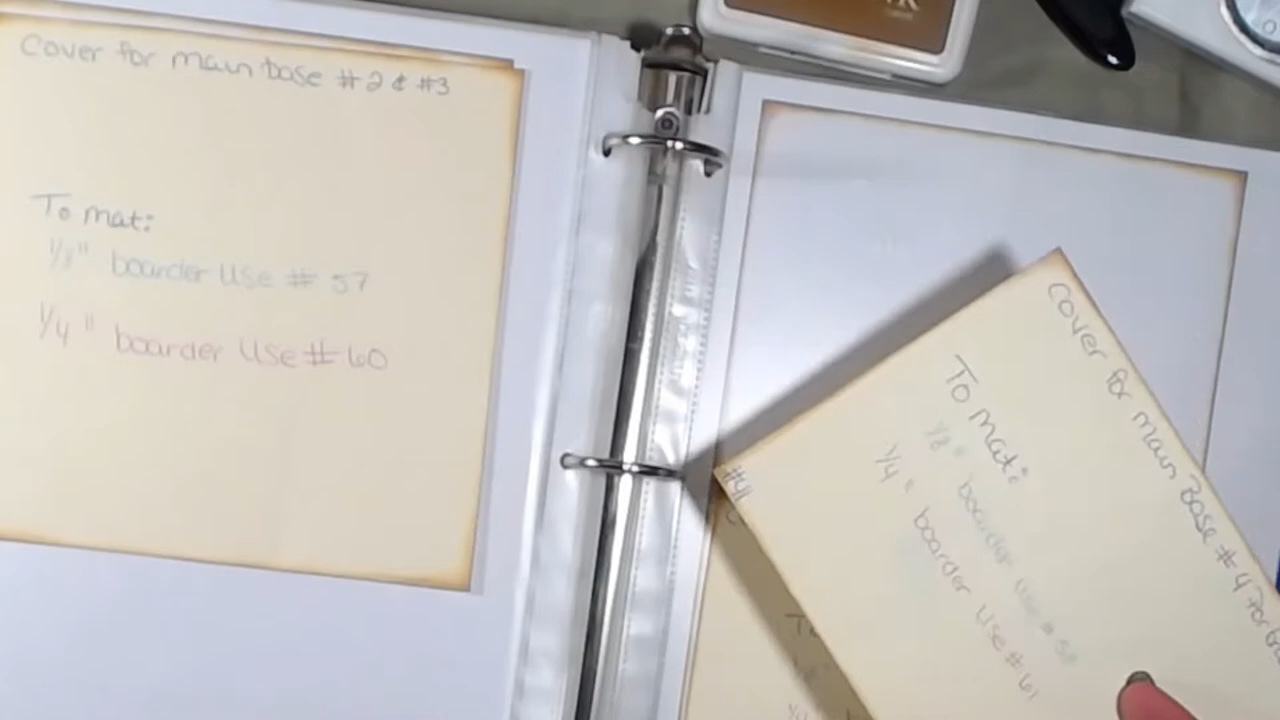 Cover for main base # 2 & #3
To mat:
1/8" boarder Use # 57
1/4" boarder Use # 60
Cover for main Base # 4
To mat:
1/8" boarder Use #
1/4" boarder Use # 61